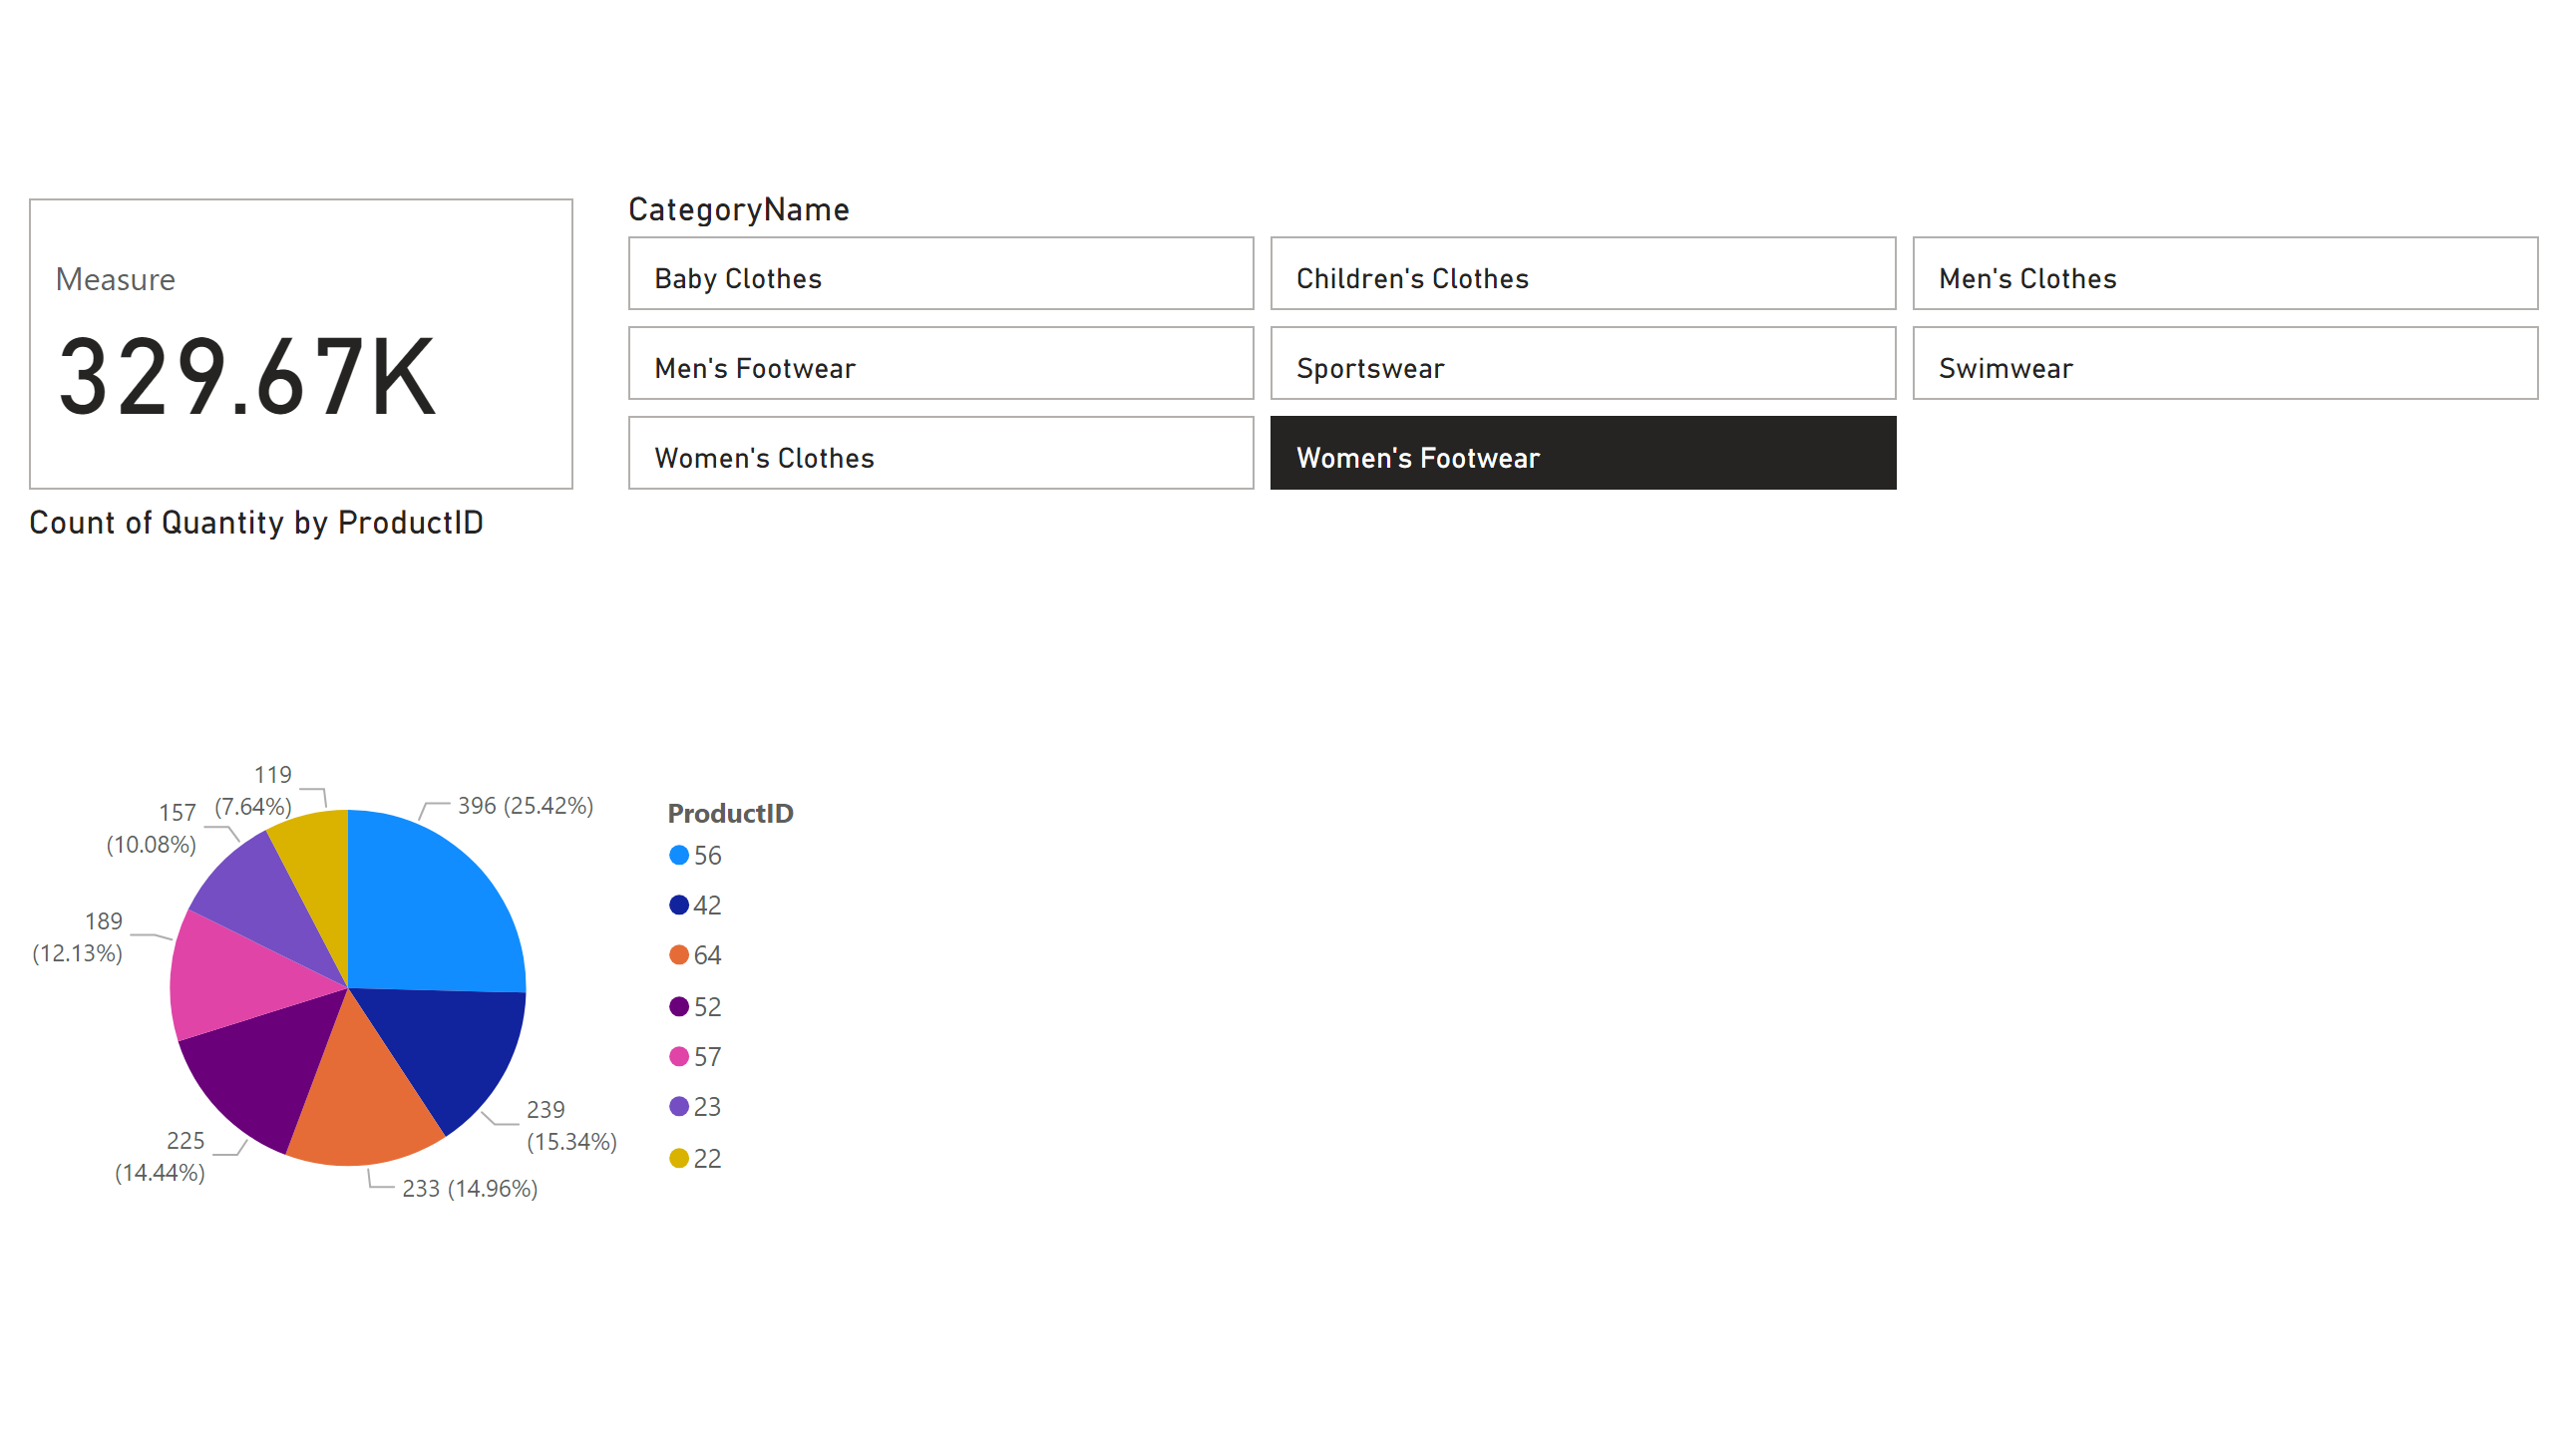 Measure
329.67K
CategoryName
Baby Clothes
Children's Clothes
Men's Clothes
Men's Footwear
Sportswear
Swimwear
Women's Clothes
Women's Footwear
Count of Quantity by ProductID
119
(7.64%)
157
(10.08%)
189
(12.13%)
225
(14.44%)
233 (14.96%)
239
(15.34%)
396 (25.42%)
ProductID
56
42
64
52
57
23
22